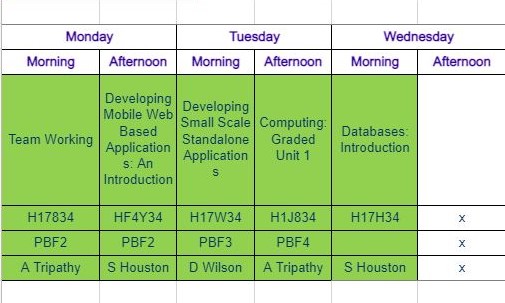 Monday Tuesday Wednesday
Morning Afternoon Morning Afternoon Morning Afternoon
Team Working
Developing
Mobile Web
Based
Application
s: An
Introduction
Developing
Small Scale
Standalone
Application
s
Computing:
Graded
Unit 1
Databases:
Introduction
H17834 HF4Y34 H17W34 H1J834 H17H34 x
PBF2 PBF2 PBF3 PBF4 x
A Tripathy S Houston D Wilson A Tripathy S Houston x